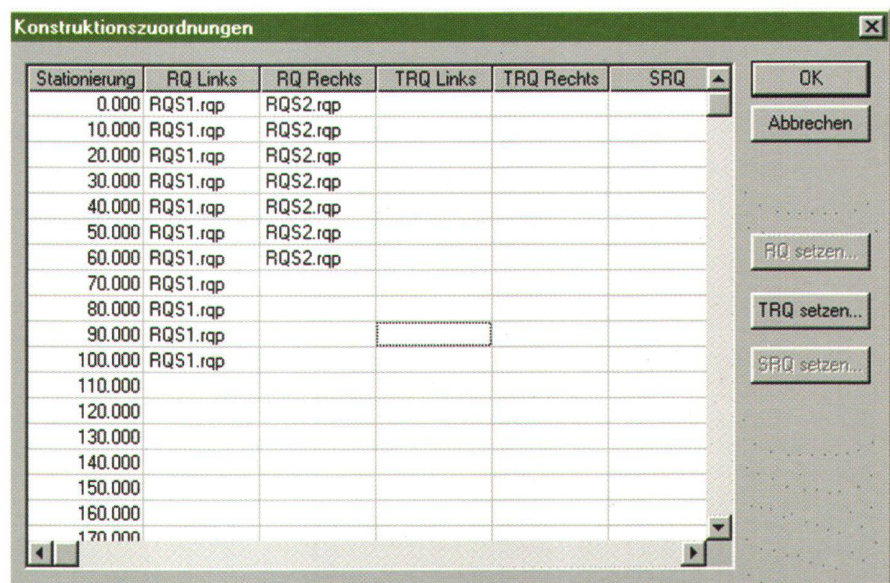 Konstruktionszuordnungen
Stationierung RQ Links RQ Rechts TRQ Links TRQ Rechts SRQ
0.000 RQS1.rqp RQS2.rqp
10.000 RQS1.rqp RQS2.rqp
20.000 RQS1.rqp RQS2.rqp
30.000 RQS1.rqp RQS2.rqp
40.000 RQS1.rqp RQS2.rqp
50.000 RQS1.rqp RQS2.rqp
60.000 RQS1.rqp RQS2.rqp
70.000 RQS1.rqp
80.000 RQS1.rqp
90.000 RQS1.rqp
100.000 RQS1.rqp
110.000
120.000
130.000
140.000
150.000
160.000
170.000
OK
Abbrechen
RQ setzen...
TRQ setzen...
SRQ setzen...